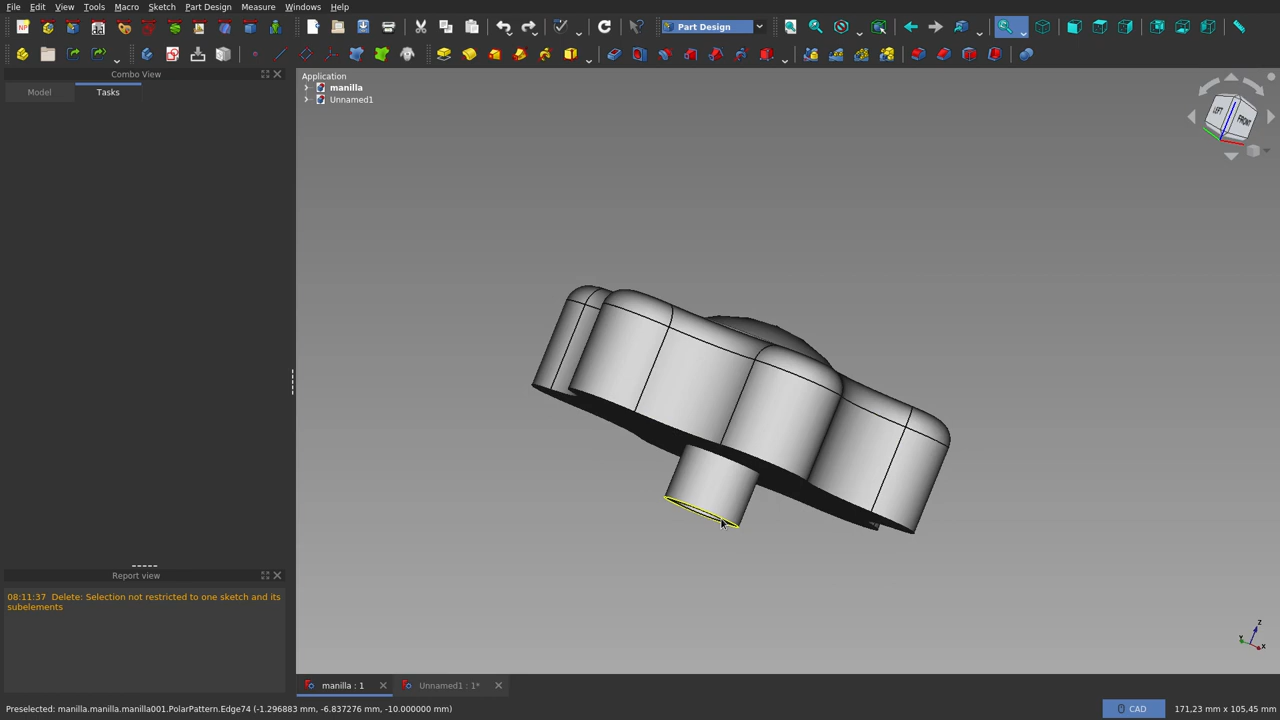 File Edit View Tools Macro Sketch Part Design Measure Windows Help
Part Design
Combo View
Model Tasks
Application
manilla
Unnamed1
LEFT FRONT
Report view
08:11:37 Delete: Selection not restricted to one sketch and its
subelements
Z
Y
X
manilla : 1 Unnamed1 : 1*
Preselected: manilla.manilla.manilla001.PolarPattern.Edge74 (-1.296883 mm, -6.837276 mm, -10.000000 mm) CAD 171,23 mm x 105,45 mm